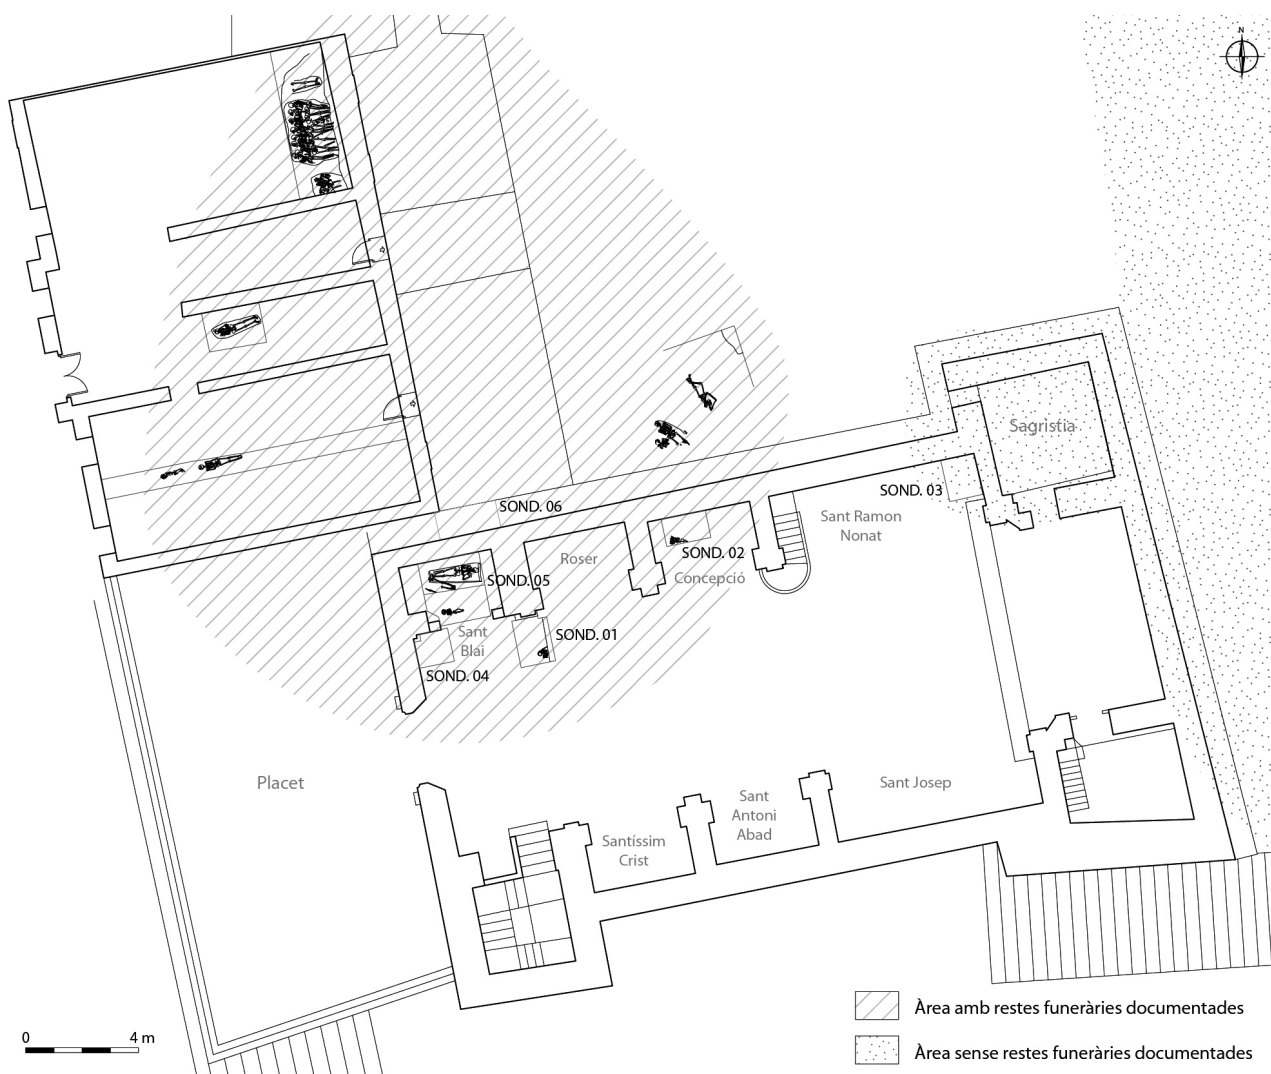 N
Sagristia
SOND. 03
SOND. 06
Sant Ramon
Nonat
Roser
SOND. 02
Concepció
SOND. 05
Sant
Blai
SOND. 01
SOND. 04
Placet
Sant Josep
Sant
Antoni
Abad
Santíssim
Crist
Àrea amb restes funeràries documentades
0 4 m
Àrea sense restes funeràries documentades